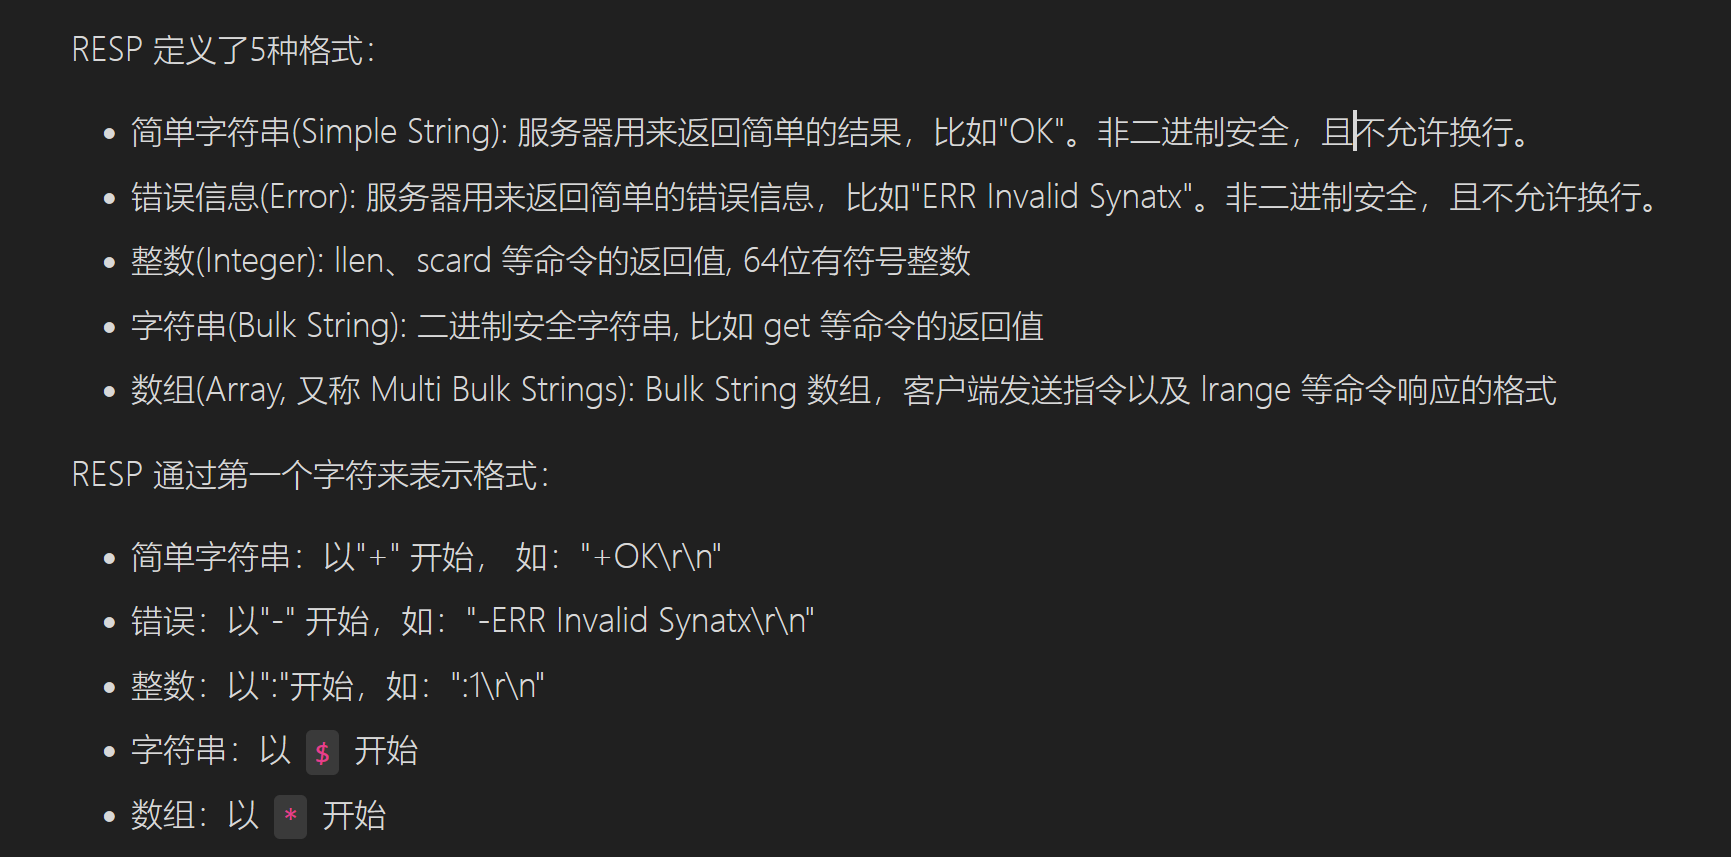 RESP 定义了5种格式：
简单字符串(Simple String): 服务器用来返回简单的结果，比如"OK"。非二进制安全，且不允许换行。
错误信息(Error): 服务器用来返回简单的错误信息，比如"ERR Invalid Synatx"。非二进制安全，且不允许换行。
整数(Integer): llen、scard 等命令的返回值, 64位有符号整数
字符串(Bulk String): 二进制安全字符串, 比如 get 等命令的返回值
数组(Array, 又称 Multi Bulk Strings): Bulk String 数组，客户端发送指令以及 lrange 等命令响应的格式
RESP 通过第一个字符来表示格式：
简单字符串：以"+" 开始， 如："+OK\r\n"
错误：以"-" 开始，如："-ERR Invalid Synatx\r\n"
整数：以":"开始，如：":1\r\n"
字符串：以 $ 开始
数组：以 * 开始